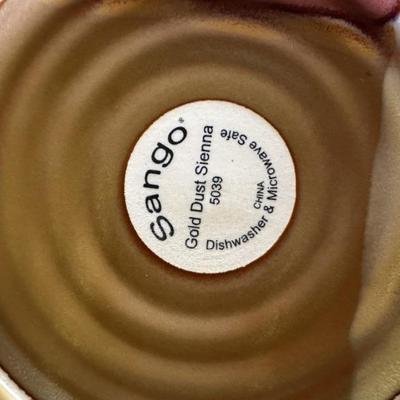 sango®
Gold Dust Sienna
5039
CHINA
Dishwasher & Microwave Safe